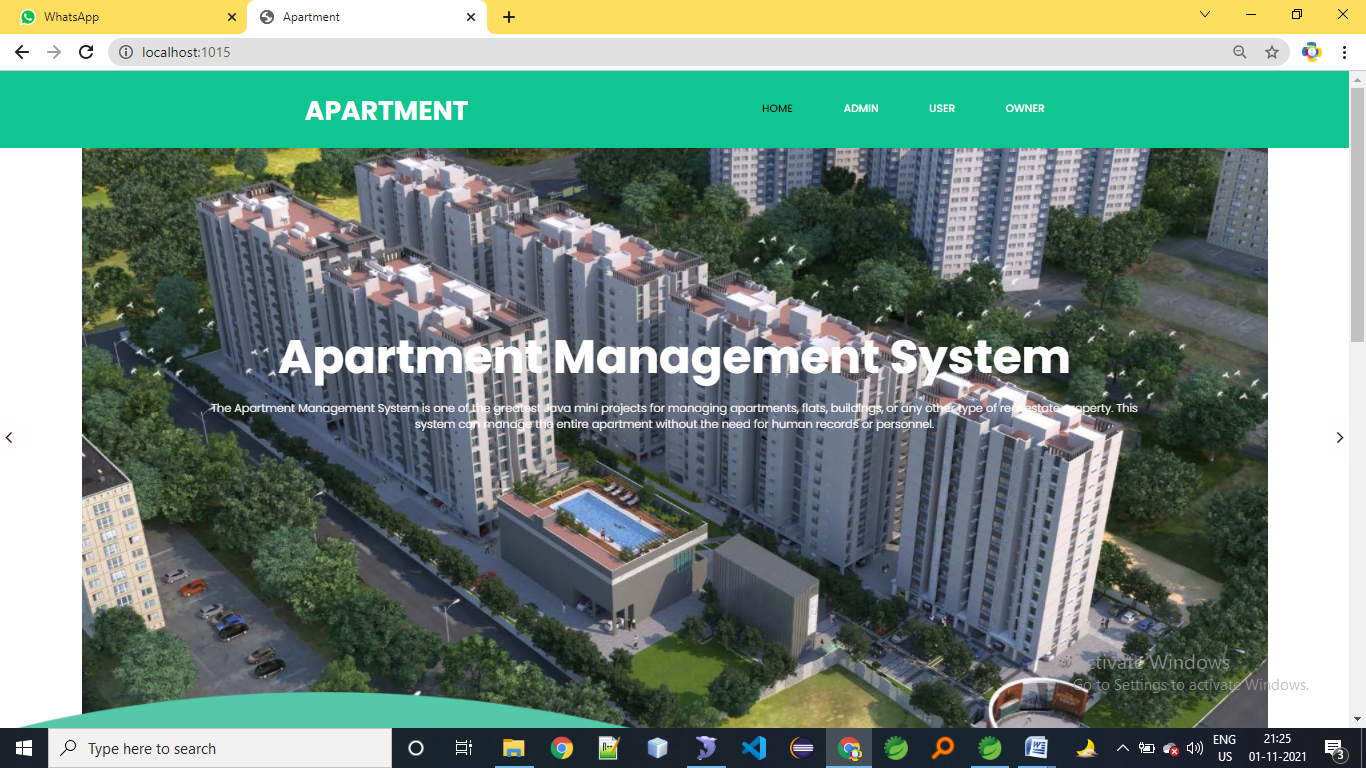 WhatsApp
Apartment
localhost:1015
APARTMENT
HOME ADMIN USER OWNER
Apartment Management System
The Apartment Management System is one of the greatest Java mini projects for managing apartments, flats, buildings, or any other type of real estate property. This
system can manage the entire apartment without the need for human records or personnel.
Activate Windows
Go to Settings to activate Windows.
Type here to search
ENG
US
21:25
01-11-2021
3